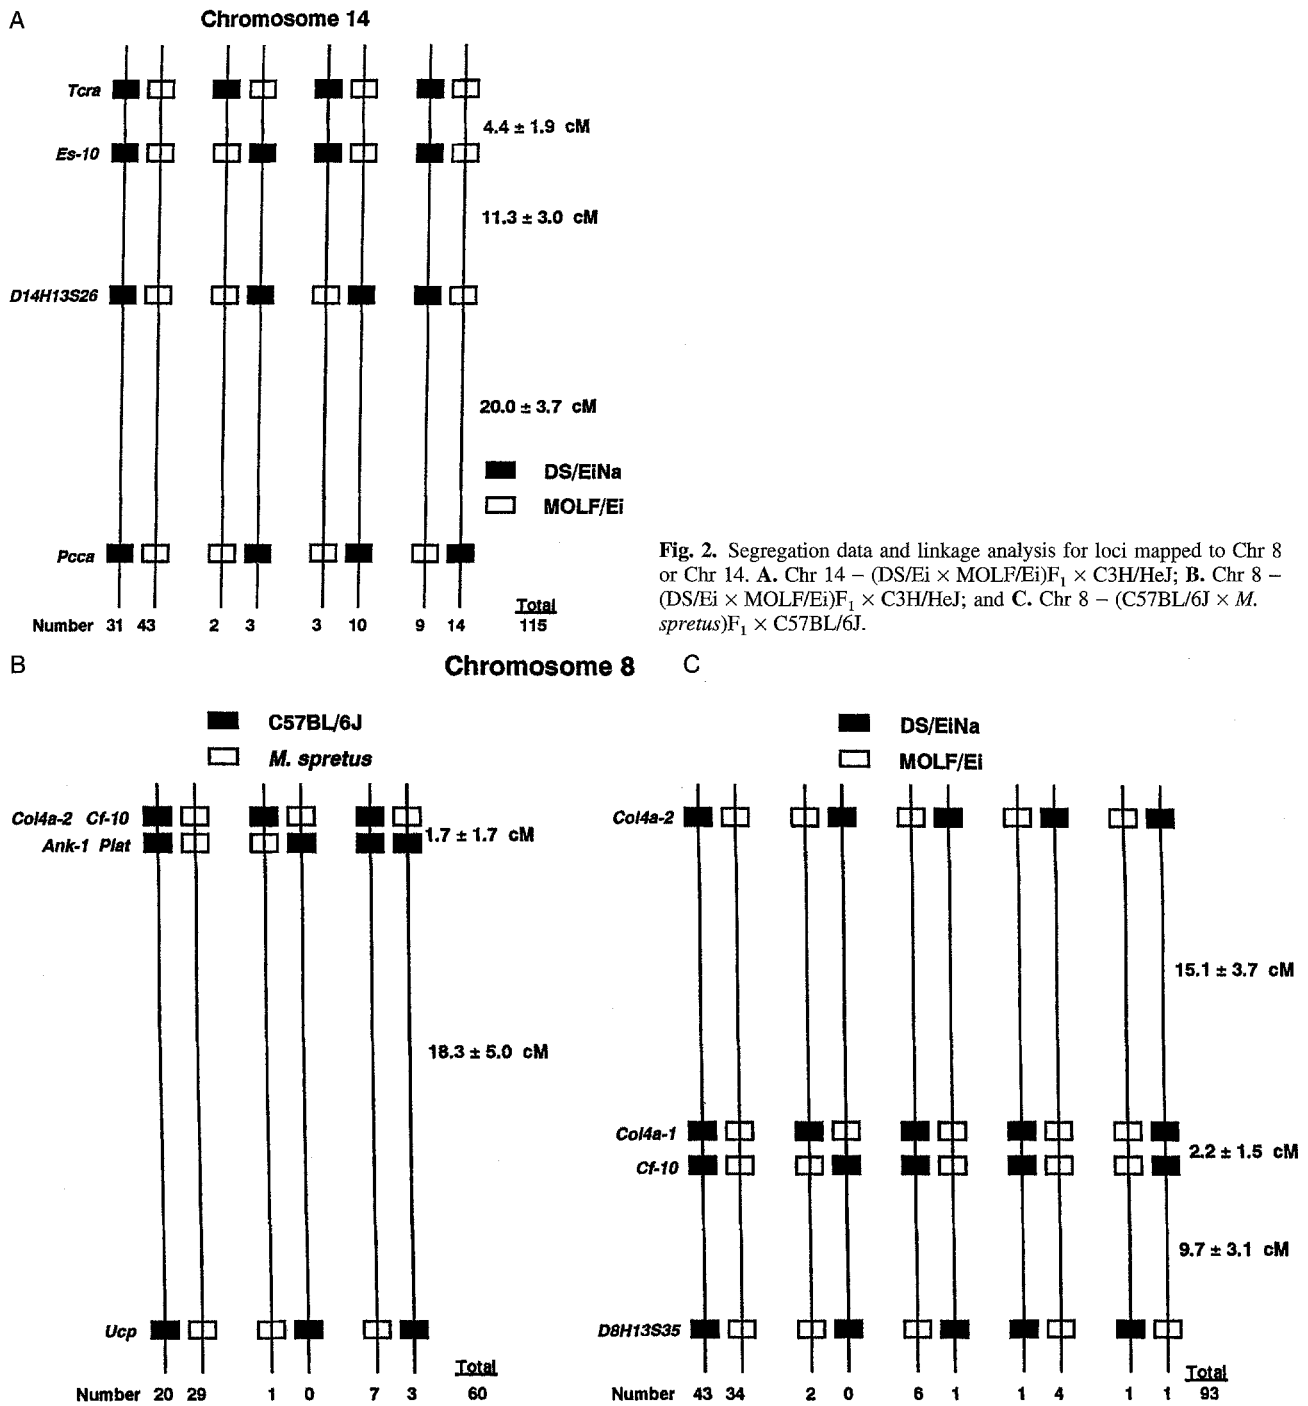 A
Chromosome 14
Tcra
4.4 ± 1.9 cM
Es-10
11.3 ± 3.0 cM
D14H13S26
20.0 ± 3.7 cM
DS/EiNa
MOLF/Ei
Pcca
Total
Number 31 43 2 3 3 10 9 14 115
Fig. 2. Segregation data and linkage analysis for loci mapped to Chr 8
or Chr 14. A. Chr 14 – (DS/Ei × MOLF/Ei)F1 × C3H/HeJ; B. Chr 8 –
(DS/Ei × MOLF/Ei)F1 × C3H/HeJ; and C. Chr 8 – (C57BL/6J × M.
spretus)F1 × C57BL/6J.
Chromosome 8
B
C57BL/6J
M. spretus
Col4a-2 Cf-10
1.7 ± 1.7 cM
Ank-1 Plat
18.3 ± 5.0 cM
Ucp
Total
Number 20 29 1 0 7 3 60
C
DS/EiNa
MOLF/Ei
Col4a-2
15.1 ± 3.7 cM
Col4a-1
2.2 ± 1.5 cM
Cf-10
9.7 ± 3.1 cM
D8H13S35
Total
Number 43 34 2 0 6 1 1 4 1 1 93